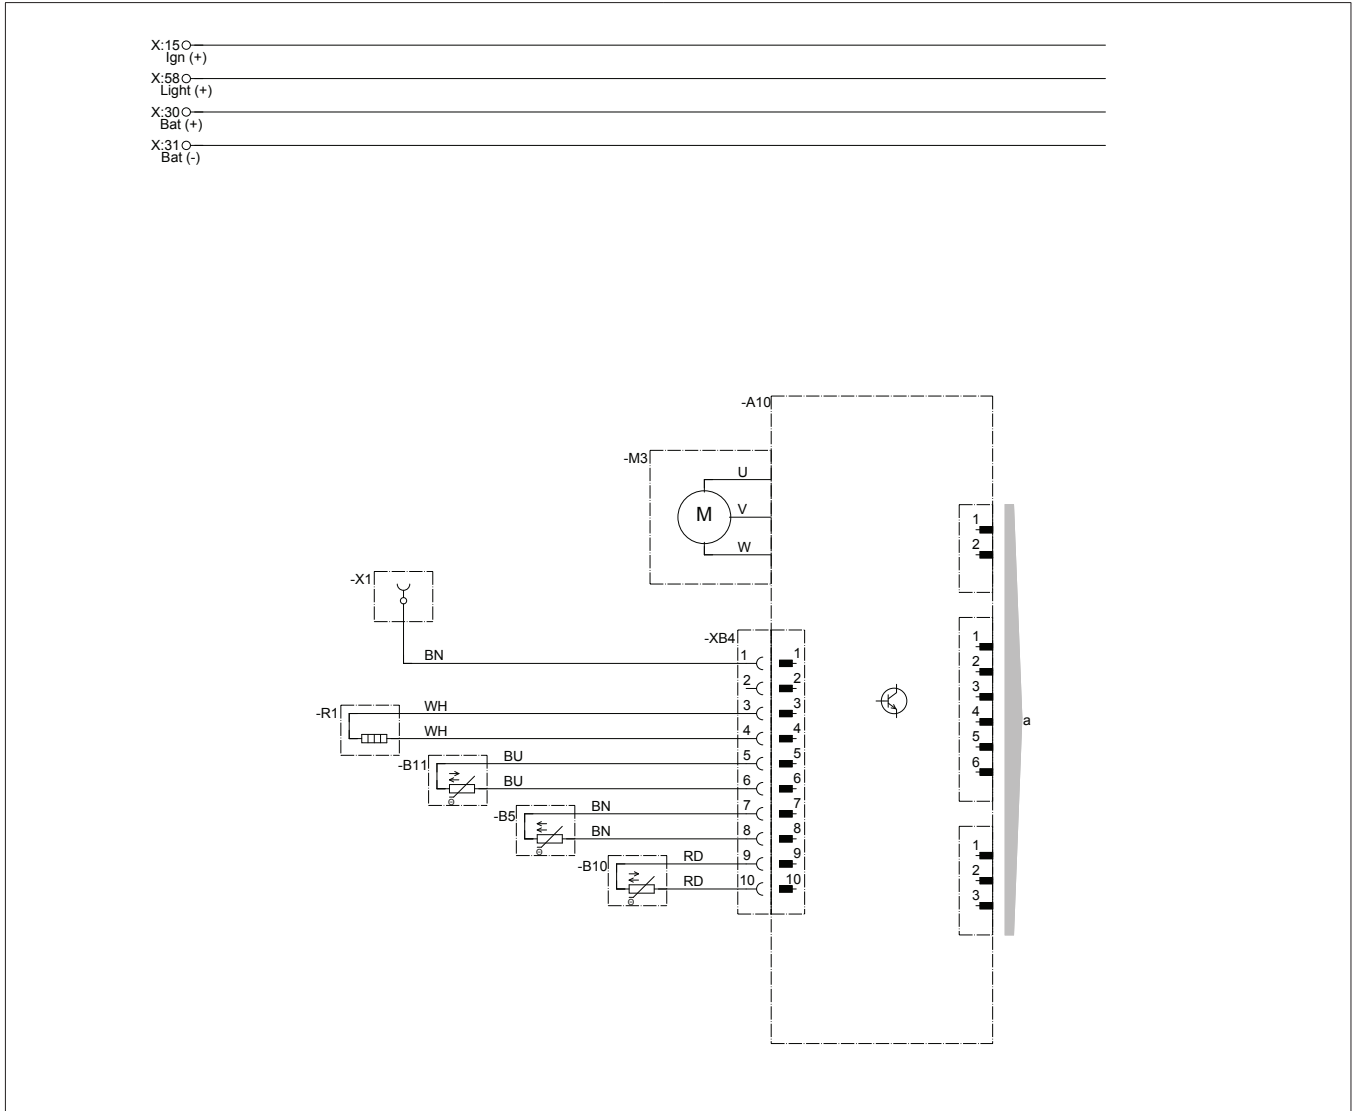 X:15
Ign (+)
X:58
Light (+)
X:30
Bat (+)
X:31
Bat (-)
-A10
-M3
U
M
V
W
-X1
-XB4
BN
1 1
2 2
-R1
WH
3 3
WH
4 4
-B11
BU
5 5
BU
6 6
-B5
BN
7 7
BN
8 8
-B10
RD
9 9
RD
10 10
1
2
1
2
3
4
5
6
a
1
2
3